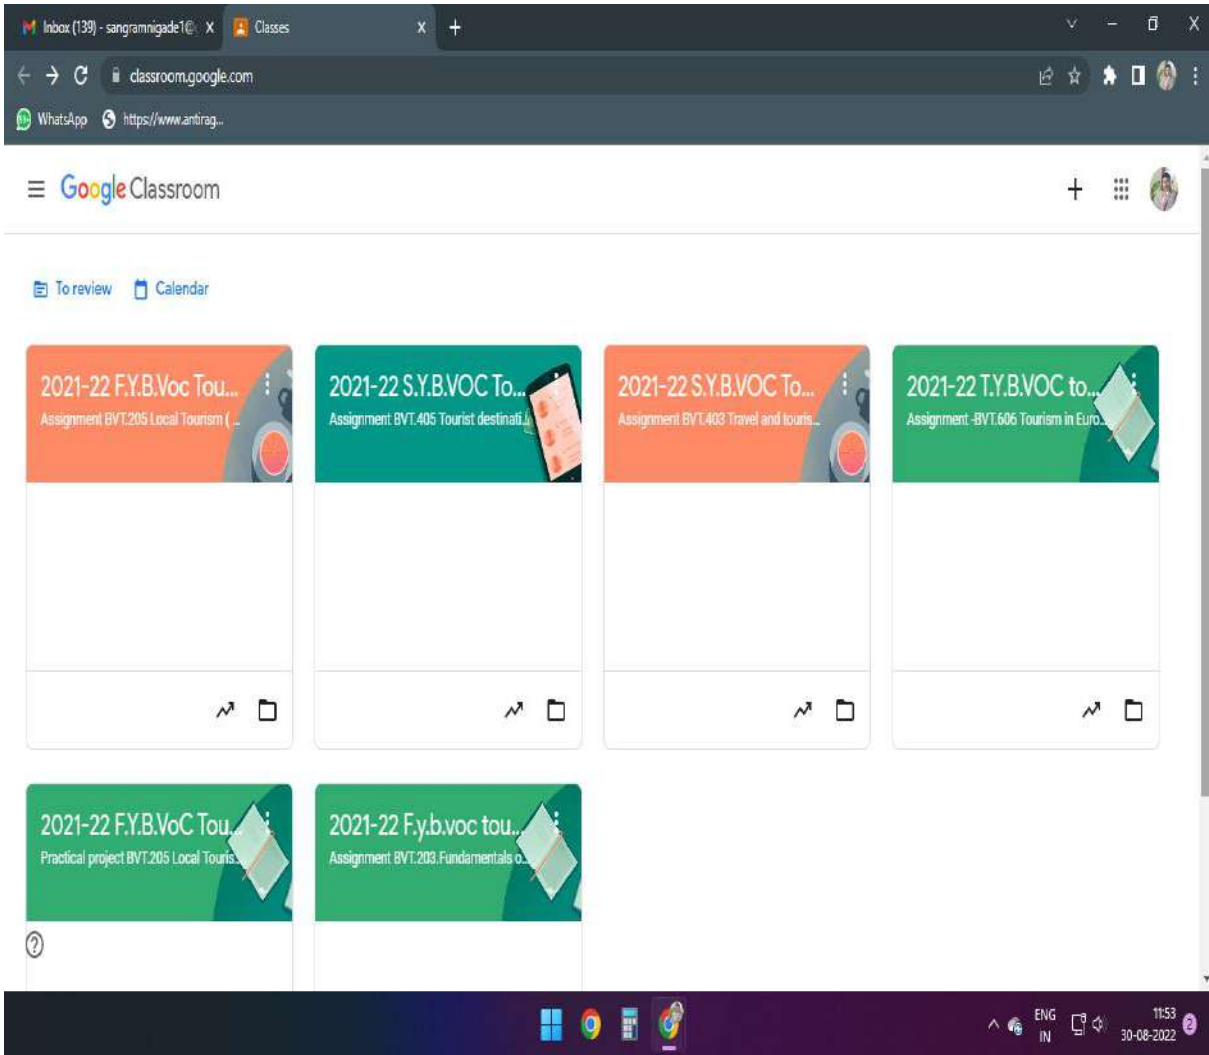 Inbox (139) - sangramnigade1@
Classes
classroom.google.com
WhatsApp https://www.antirag...
Google Classroom
To review Calendar
2021-22 F.Y.B.Voc Tou...
Assignment BVT.205 Local Tourism ( ...
2021-22 S.Y.B.VOC To...
Assignment BVT.405 Tourist destinati...
2021-22 S.Y.B.VOC To...
Assignment BVT.403 Travel and touris...
2021-22 T.Y.B.VOC to...
Assignment -BVT.606 Tourism in Euro...
2021-22 F.Y.B.VoC Tou...
Practical project BVT.205 Local Touris...
2021-22 F.y.b.voc tou...
Assignment BVT.203.Fundamentals o...
ENG
IN
11:53
30-08-2022
2